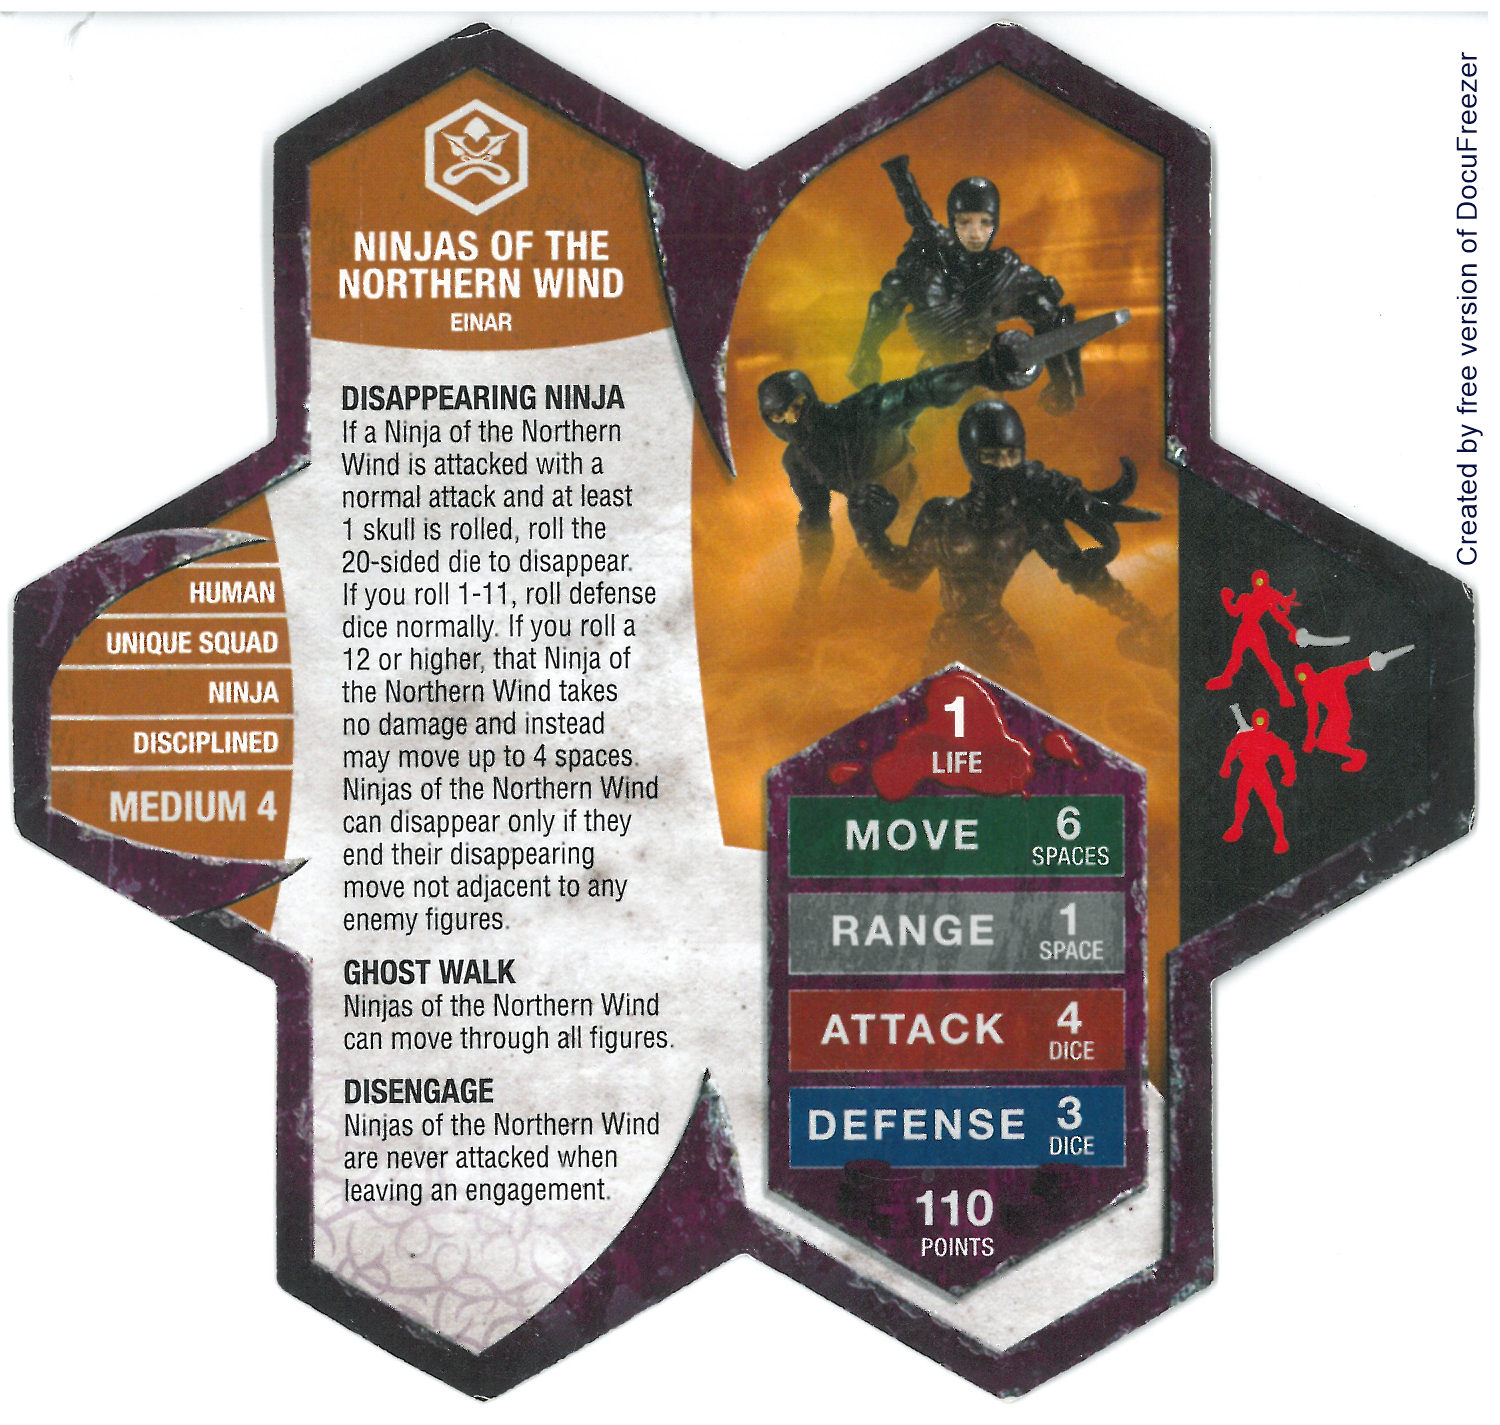 NINJAS OF THE
NORTHERN WIND
EINAR
DISAPPEARING NINJA
If a Ninja of the Northern
Wind is attacked with a
normal attack and at least
1 skull is rolled, roll the
20-sided die to disappear.
If you roll 1-11, roll defense
dice normally. If you roll a
12 or higher, that Ninja of
the Northern Wind takes
no damage and instead
may move up to 4 spaces.
Ninjas of the Northern Wind
can disappear only if they
end their disappearing
move not adjacent to any
enemy figures.
GHOST WALK
Ninjas of the Northern Wind
can move through all figures.
DISENGAGE
Ninjas of the Northern Wind
are never attacked when
leaving an engagement.
HUMAN
UNIQUE SQUAD
NINJA
DISCIPLINED
MEDIUM 4
1
LIFE
MOVE 6
SPACES
RANGE 1
SPACE
ATTACK 4
DICE
DEFENSE 3
DICE
110
POINTS
Created by free version of DocuFreezer